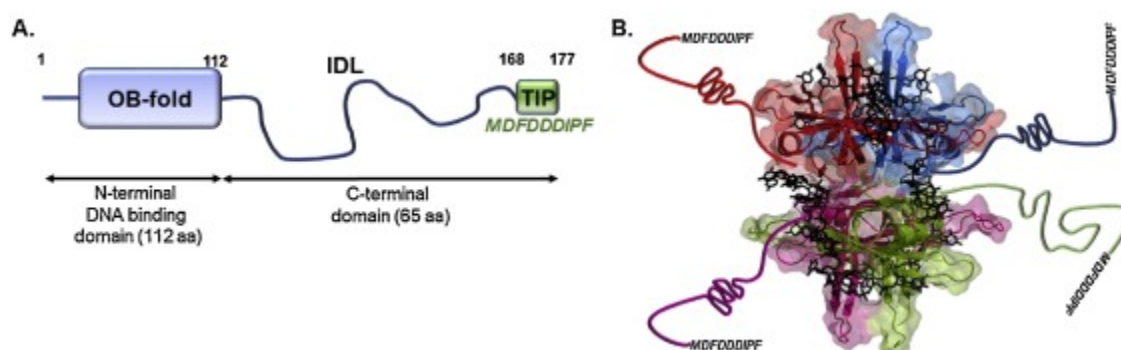 A.
1
112
168
177
OB-fold
IDL
TIP
MDFDDDIPF
N-terminal
DNA binding
domain (112 aa)
C-terminal
domain (65 aa)
B.
MDFDDDIPF
MDFDDDIPF
MDFDDDIPF
MDFDDDIPF